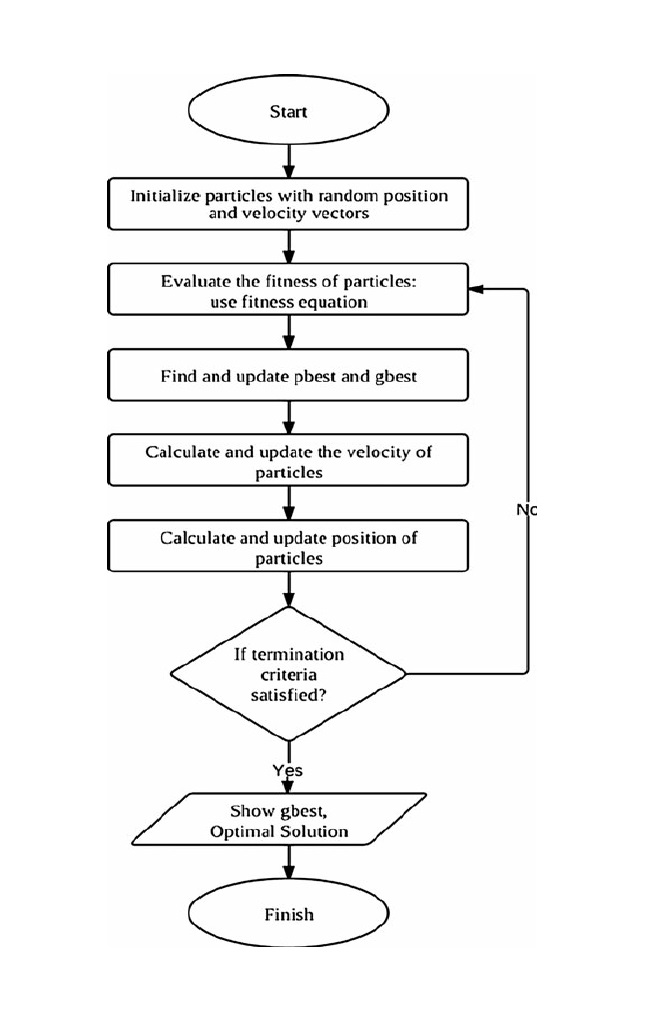 Start
Initialize particles with random position
and velocity vectors
Evaluate the fitness of particles:
use fitness equation
Find and update pbest and gbest
Calculate and update the velocity of
particles
No
Calculate and update position of
particles
If termination
criteria
satisfied?
Yes
Show gbest,
Optimal Solution
Finish